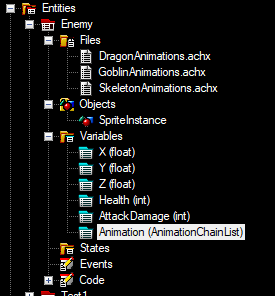 Entities
Enemy
Files
DragonAnimations.achx
GoblinAnimations.achx
SkeletonAnimations.achx
Objects
SpriteInstance
Variables
X (float)
Y (float)
Z (float)
Health (int)
AttackDamage (int)
Animation (AnimationChainList)
States
Events
Code
Test1